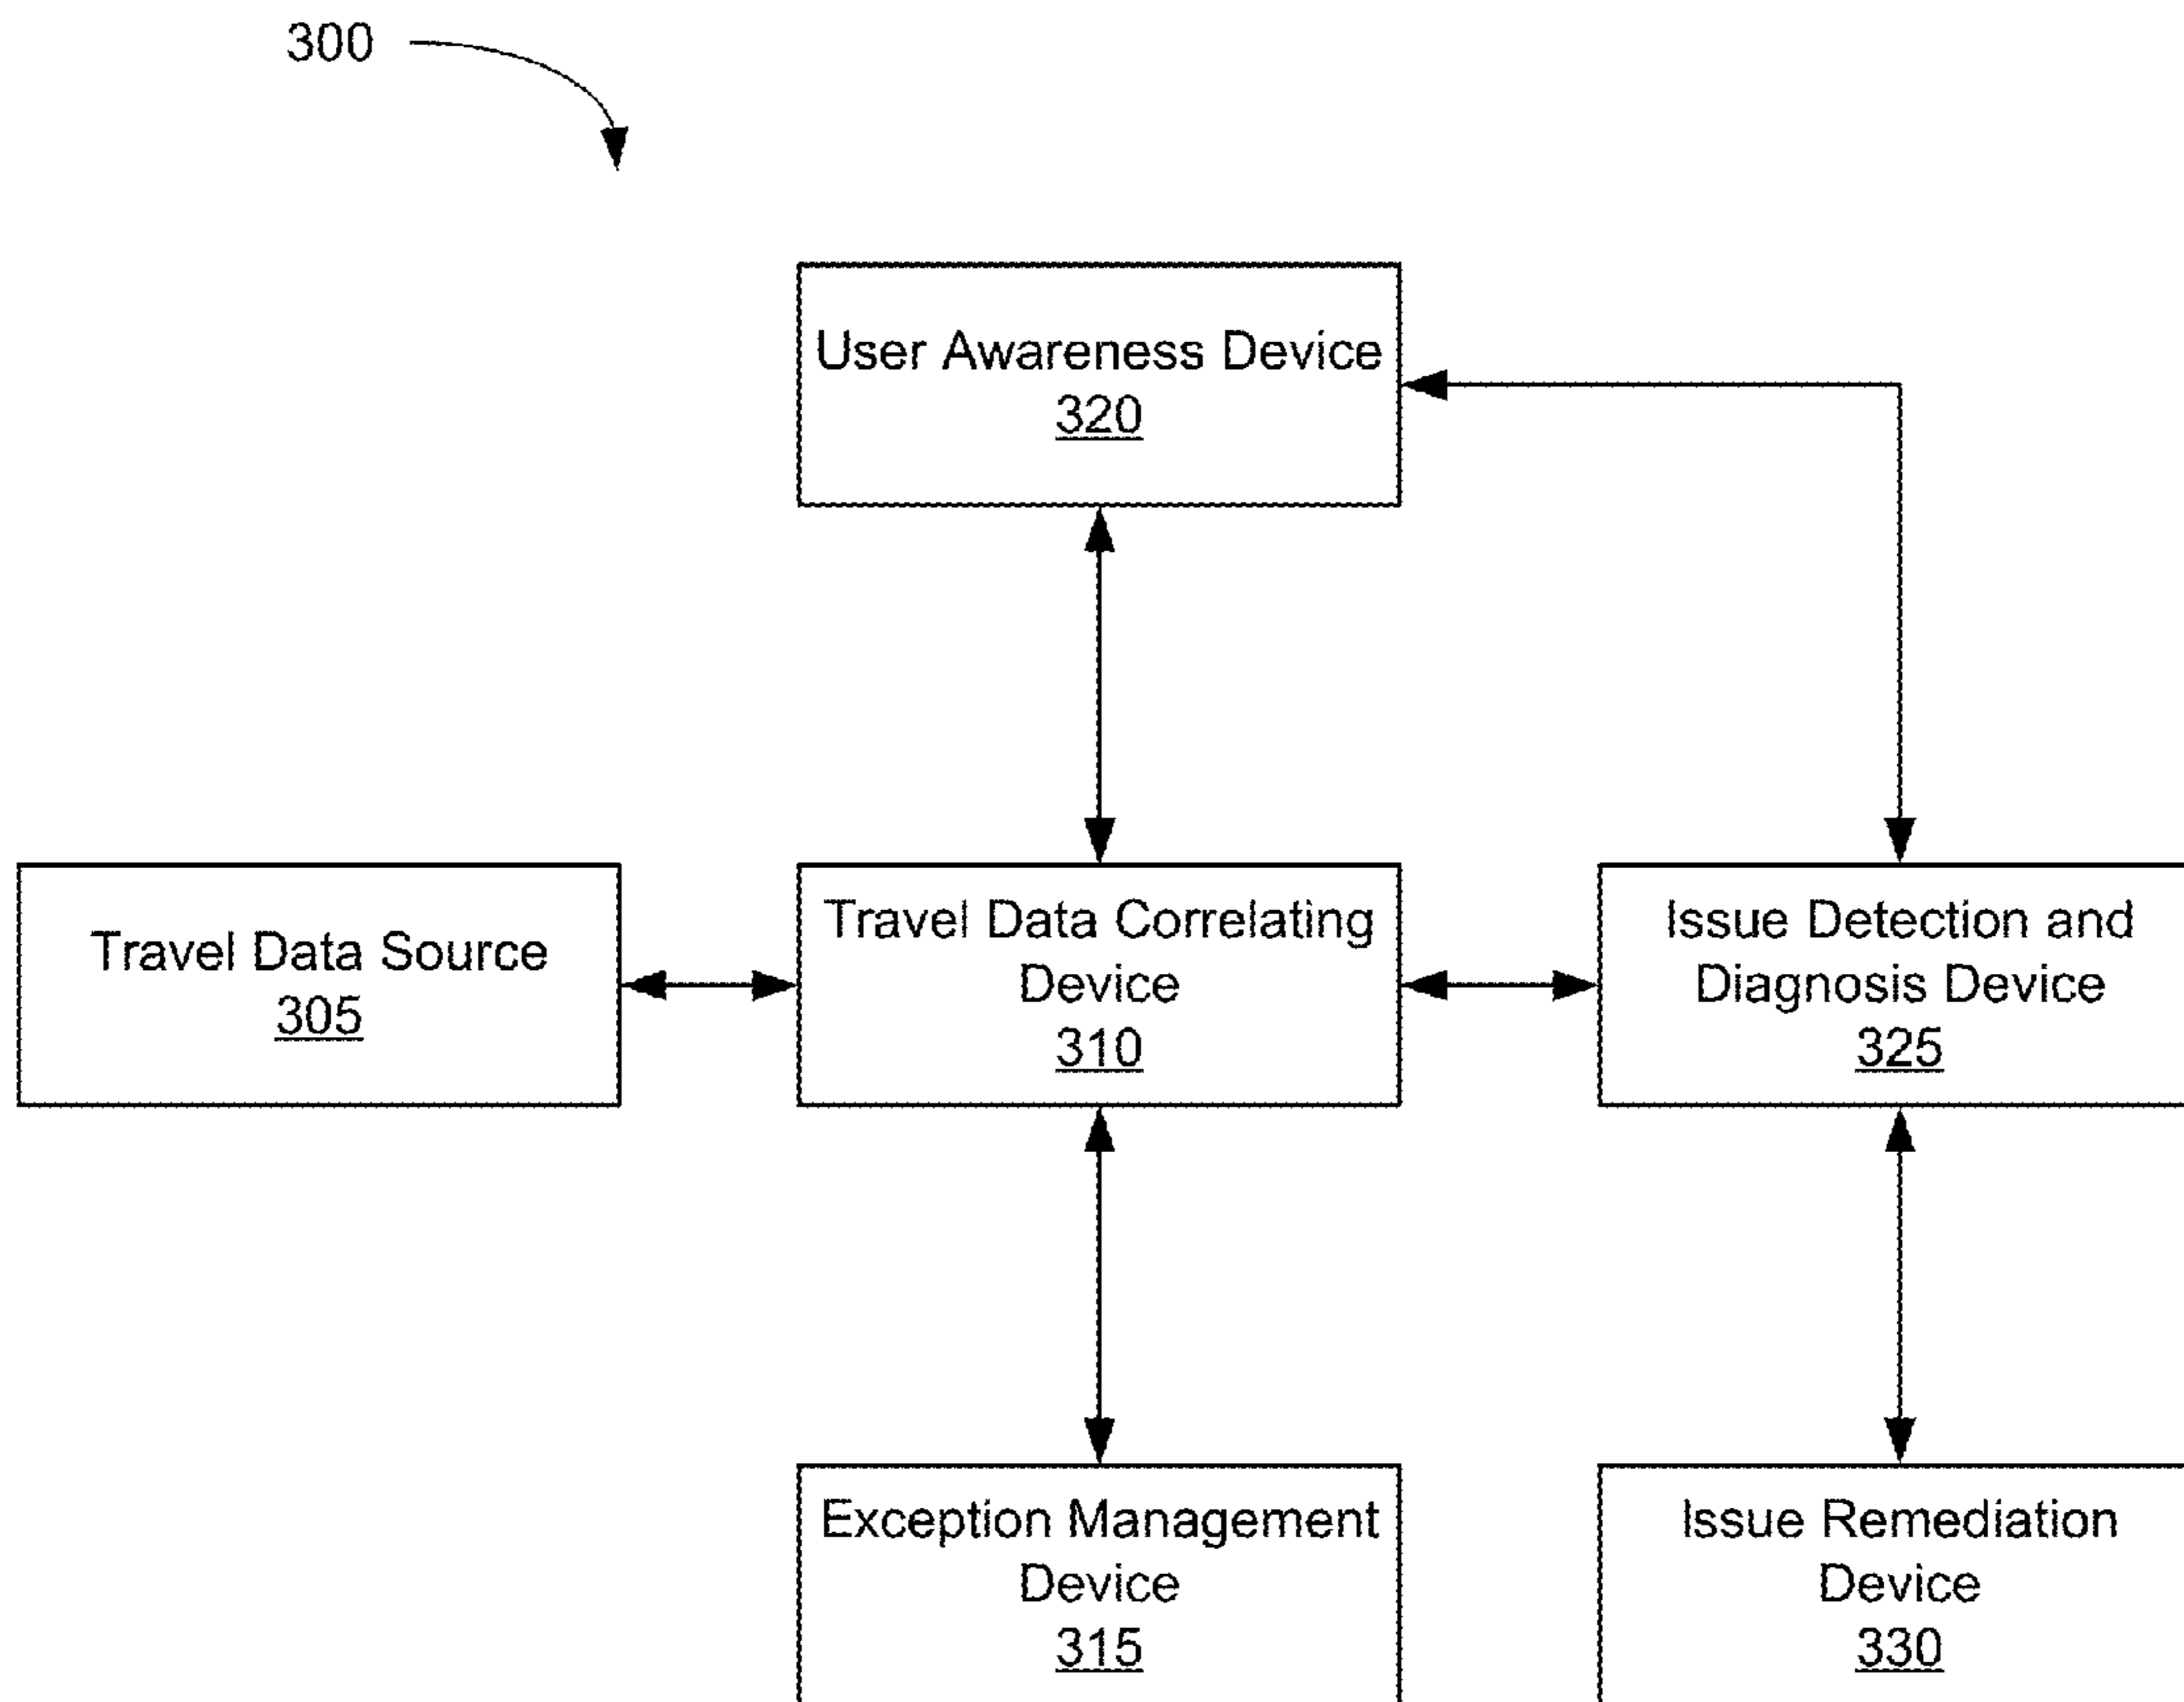 300
User Awareness Device
320
Travel Data Source
305
Travel Data Correlating
Device
310
Issue Detection and
Diagnosis Device
325
Exception Management
Device
315
Issue Remediation
Device
330